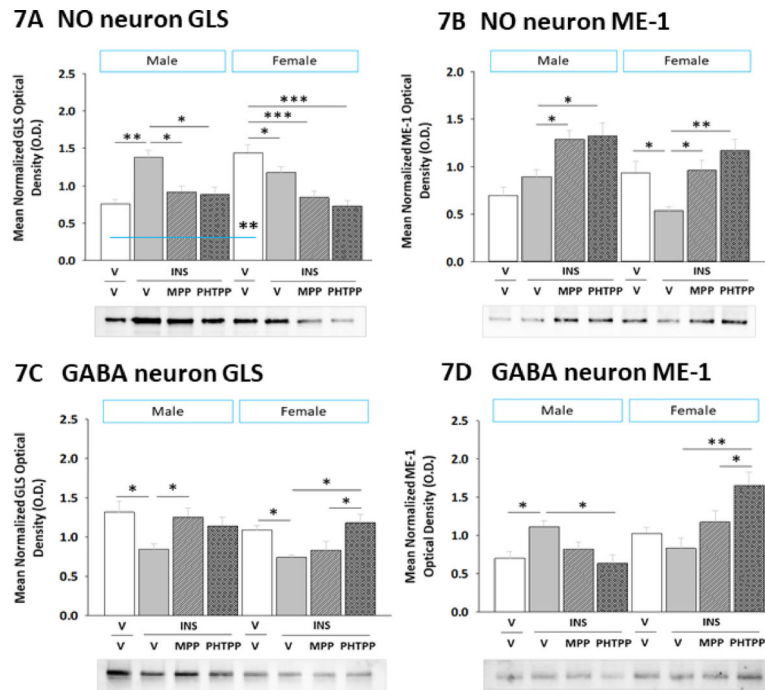 7A NO neuron GLS
Male Female
Mean Normalized GLS Optical Density (O.D.)
2.5
2.0
1.5
1.0
0.5
0.0
** * * * *** ***
**
V INS V INS
V V MPP PHTPP V V MPP PHTPP
7B NO neuron ME-1
Male Female
Mean Normalized ME-1 Optical Density (O.D.)
2.0
1.5
1.0
0.5
0.0
* * * * **
V INS V INS
V V MPP PHTPP V V MPP PHTPP
7C GABA neuron GLS
Male Female
Mean Normalized GLS Optical Density (O.D.)
2.5
2.0
1.5
1.0
0.5
0.0
* * * * *
V INS V INS
V V MPP PHTPP V V MPP PHTPP
7D GABA neuron ME-1
Male Female
Mean Normalized ME-1 Optical Density (O.D.)
2.5
2.0
1.5
1.0
0.5
0.0
* * ** *
V INS V INS
V V MPP PHTPP V V MPP PHTPP